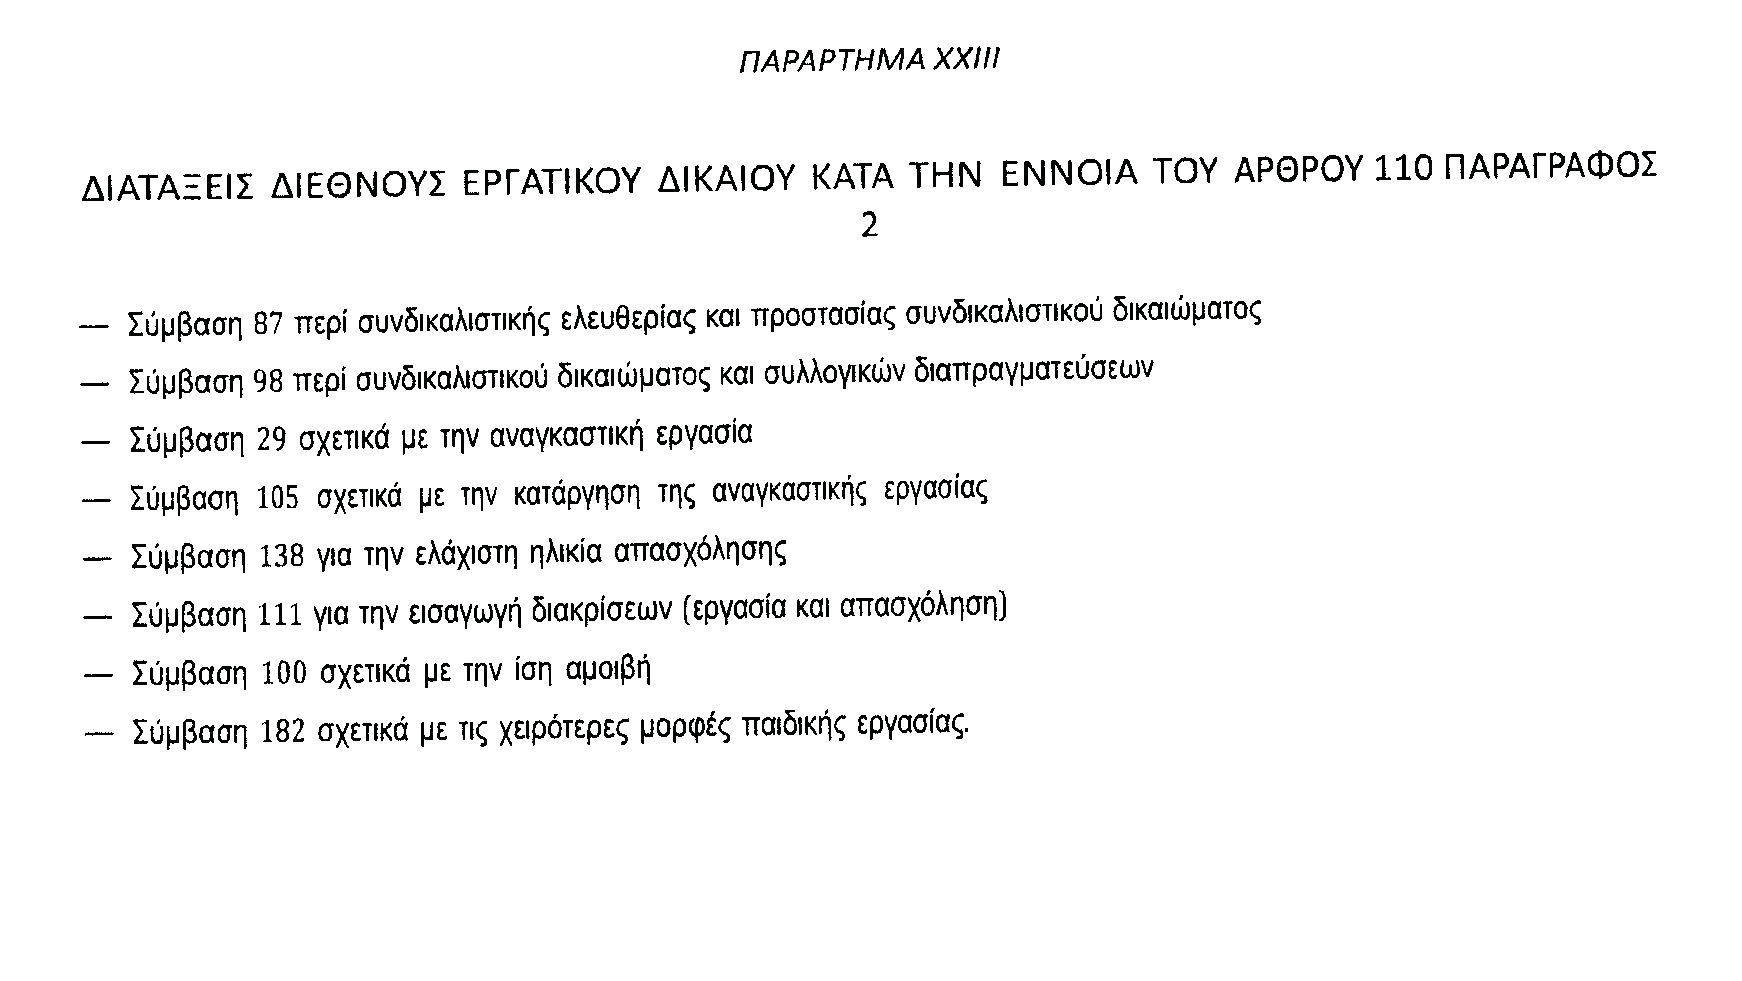 ΠΑΡΑΡΤΗΜΑ XXIII
ΔΙΑΤΑΞΕΙΣ ΔΙΕΘΝΟΥΣ ΕΡΓΑΤΙΚΟΥ ΔΙΚΑΙΟΥ ΚΑΤΑ ΤΗΝ ΕΝΝΟΙΑ ΤΟΥ ΑΡΘΡΟΥ 110 ΠΑΡΑΓΡΑΦΟΣ
2
— Σύμβαση 87 περί συνδικαλιστικής ελευθερίας και προστασίας συνδικαλιστικού δικαιώματος
— Σύμβαση 98 περί συνδικαλιστικού δικαιώματος και συλλογικών διαπραγματεύσεων
— Σύμβαση 29 σχετικά με την αναγκαστική εργασία
— Σύμβαση 105 σχετικά με την κατάργηση της αναγκαστικής εργασίας
— Σύμβαση 138 για την ελάχιστη ηλικία απασχόλησης
— Σύμβαση 111 για την εισαγωγή διακρίσεων (εργασία και απασχόληση)
— Σύμβαση 100 σχετικά με την ίση αμοιβή
— Σύμβαση 182 σχετικά με τις χειρότερες μορφές παιδικής εργασίας.